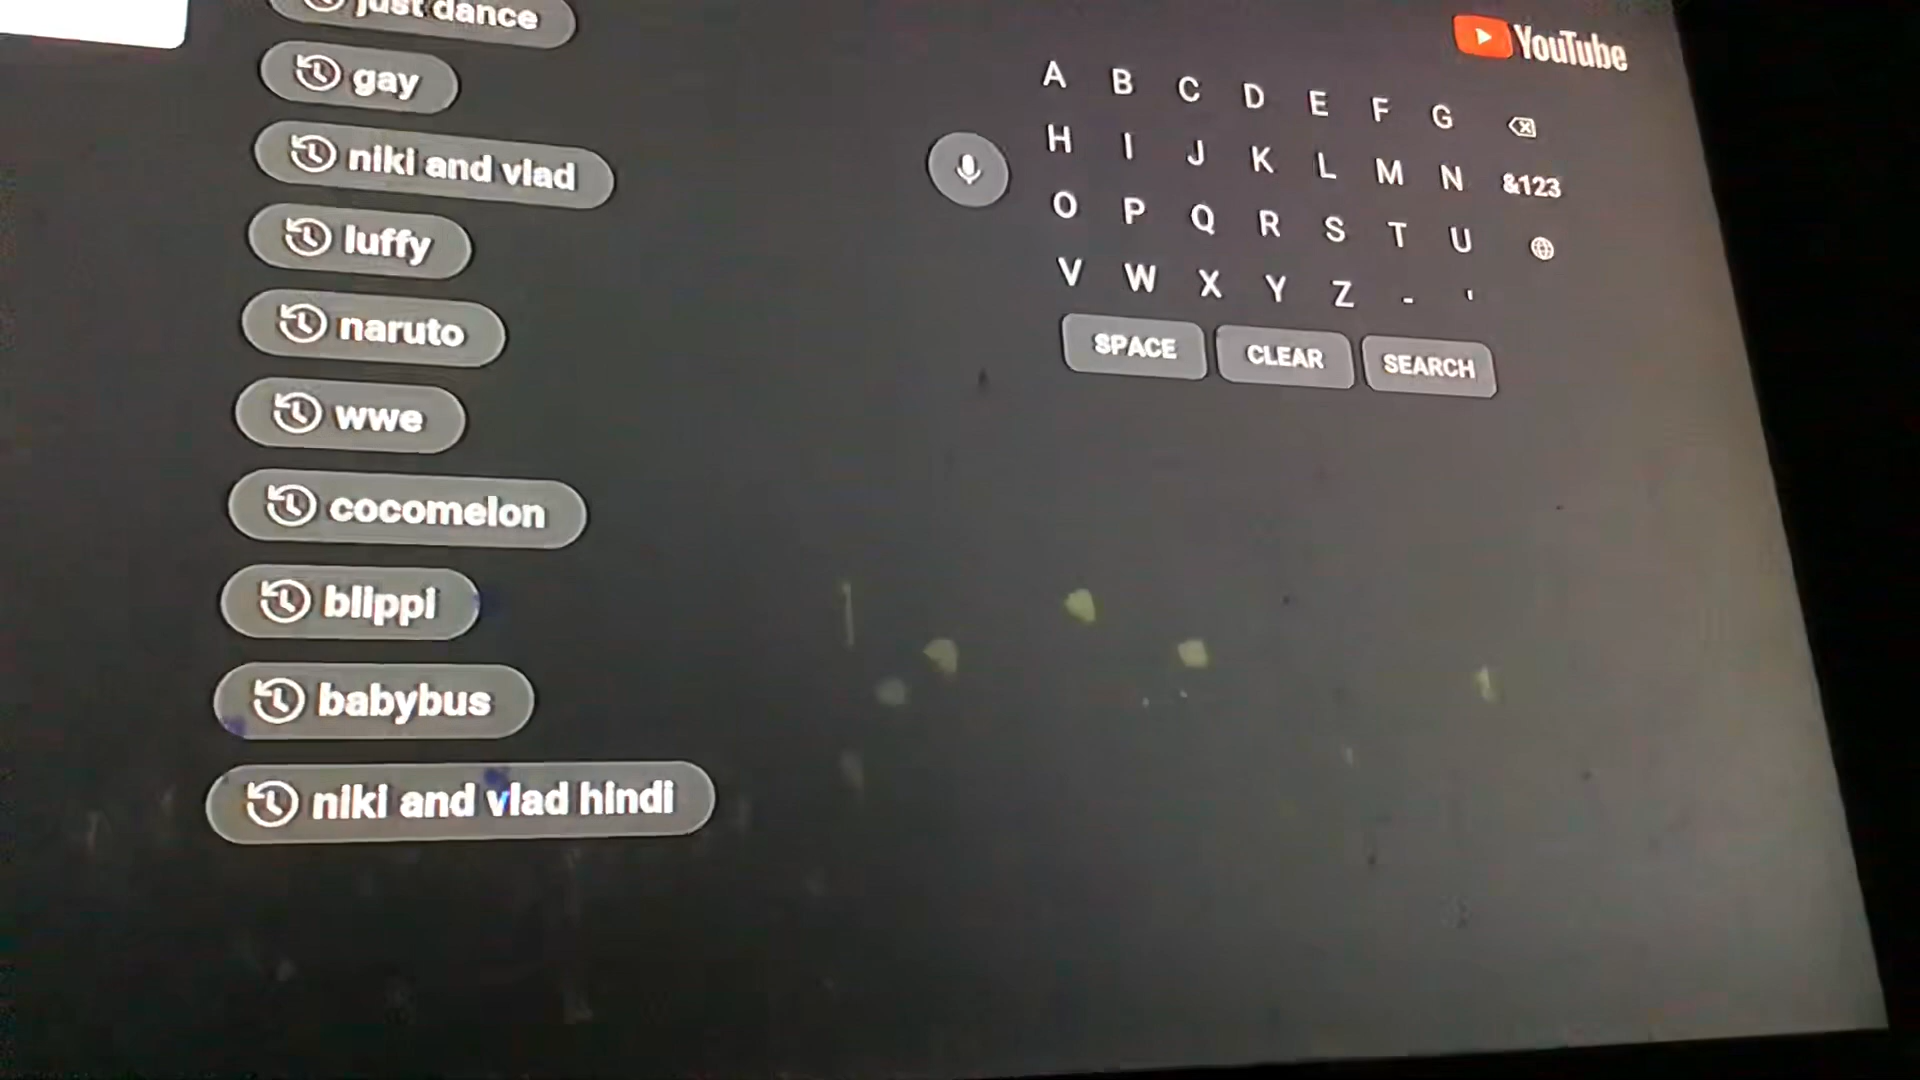 just dance
gay
niki and vlad
luffy
naruto
wwe
cocomelon
blippi
babybus
niki and vlad hindi
YouTube
A B C D E F G
H I J K L M N &123
O P Q R S T U
V W X Y Z - '
SPACE CLEAR SEARCH